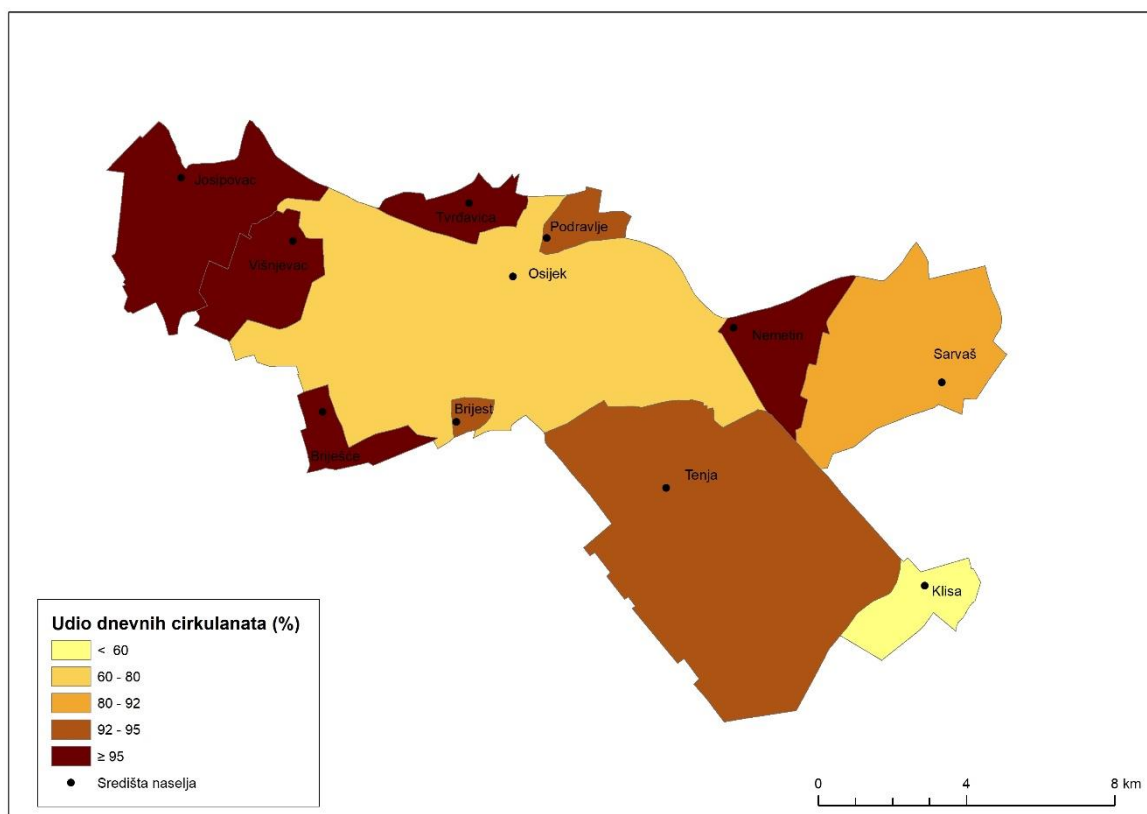 Josipovac
Tvrđavica
Podravlje
Višnjevac
Osijek
Nemetin
Sarvaš
Brijest
Briješće
Tenja
Klisa
Udio dnevnih cirkulanata (%)
< 60
60 - 80
80 - 92
92 - 95
≥ 95
Središta naselja
0 4 8 km